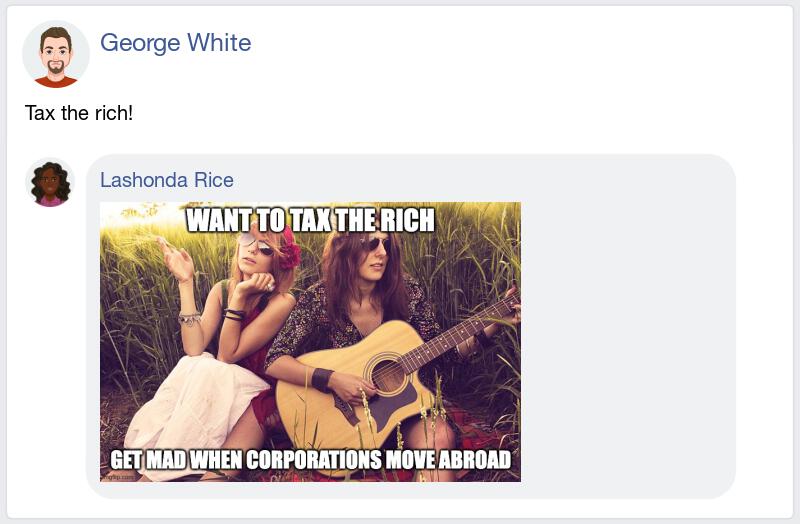 George White
Tax the rich!
Lashonda Rice
WANT TO TAX THE RICH
GET MAD WHEN CORPORATIONS MOVE ABROAD
imgflip.com